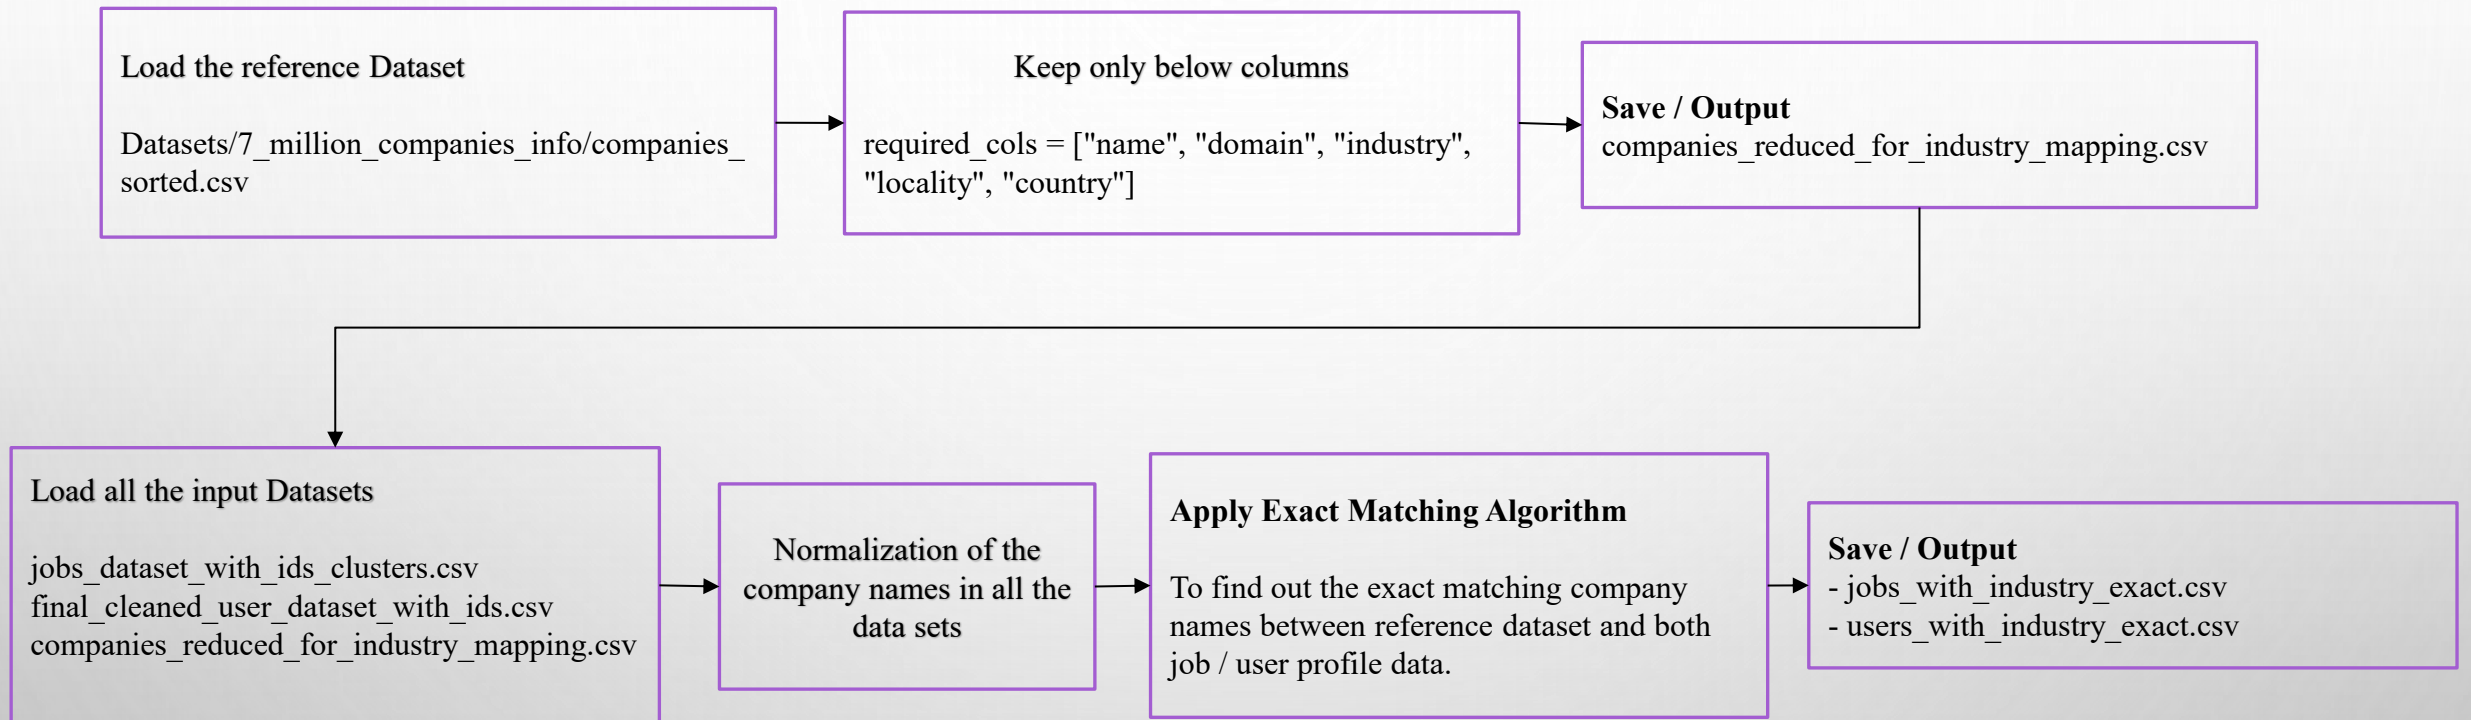 Load the reference Dataset
Datasets/7_million_companies_info/companies_
sorted.csv
Keep only below columns
required_cols = ["name", "domain", "industry",
"locality", "country"]
Save / Output
companies_reduced_for_industry_mapping.csv
Load all the input Datasets
jobs_dataset_with_ids_clusters.csv
final_cleaned_user_dataset_with_ids.csv
companies_reduced_for_industry_mapping.csv
Normalization of the
company names in all the
data sets
Apply Exact Matching Algorithm
To find out the exact matching company
names between reference dataset and both
job / user profile data.
Save / Output
- jobs_with_industry_exact.csv
- users_with_industry_exact.csv